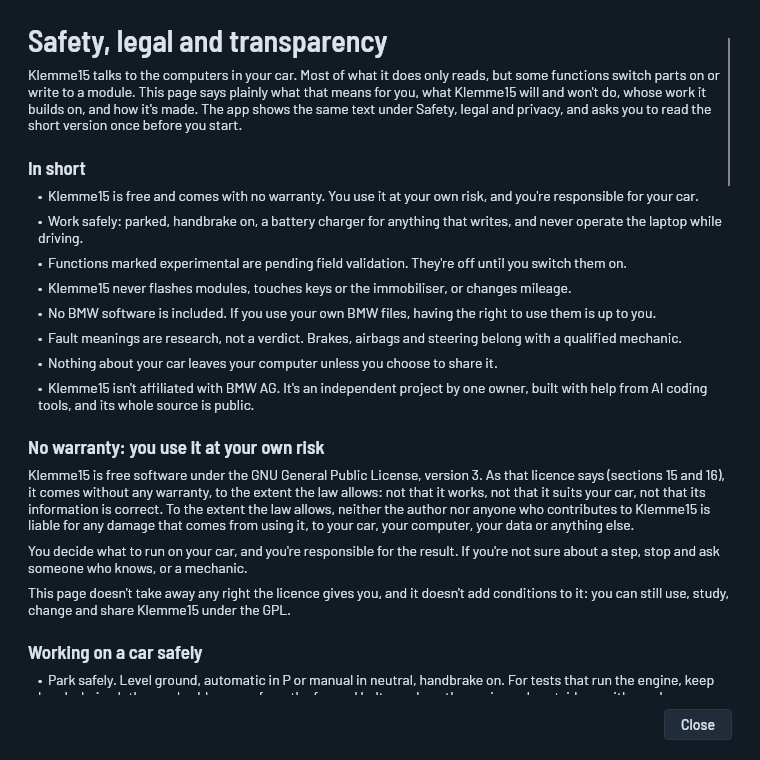 Safety, legal and transparency
Klemme15 talks to the computers in your car. Most of what it does only reads, but some functions switch parts on or
write to a module. This page says plainly what that means for you, what Klemme15 will and won't do, whose work it
builds on, and how it's made. The app shows the same text under Safety, legal and privacy, and asks you to read the
short version once before you start.
In short
• Klemme15 is free and comes with no warranty. You use it at your own risk, and you're responsible for your car.
• Work safely: parked, handbrake on, a battery charger for anything that writes, and never operate the laptop while
driving.
• Functions marked experimental are pending field validation. They're off until you switch them on.
• Klemme15 never flashes modules, touches keys or the immobiliser, or changes mileage.
• No BMW software is included. If you use your own BMW files, having the right to use them is up to you.
• Fault meanings are research, not a verdict. Brakes, airbags and steering belong with a qualified mechanic.
• Nothing about your car leaves your computer unless you choose to share it.
• Klemme15 isn't affiliated with BMW AG. It's an independent project by one owner, built with help from AI coding
tools, and its whole source is public.
No warranty: you use it at your own risk
Klemme15 is free software under the GNU General Public License, version 3. As that licence says (sections 15 and 16),
it comes without any warranty, to the extent the law allows: not that it works, not that it suits your car, not that its
information is correct. To the extent the law allows, neither the author nor anyone who contributes to Klemme15 is
liable for any damage that comes from using it, to your car, your computer, your data or anything else.
You decide what to run on your car, and you're responsible for the result. If you're not sure about a step, stop and ask
someone who knows, or a mechanic.
This page doesn't take away any right the licence gives you, and it doesn't add conditions to it: you can still use, study,
change and share Klemme15 under the GPL.
Working on a car safely
• Park safely. Level ground, automatic in P or manual in neutral, handbrake on. For tests that run the engine, keep
Close